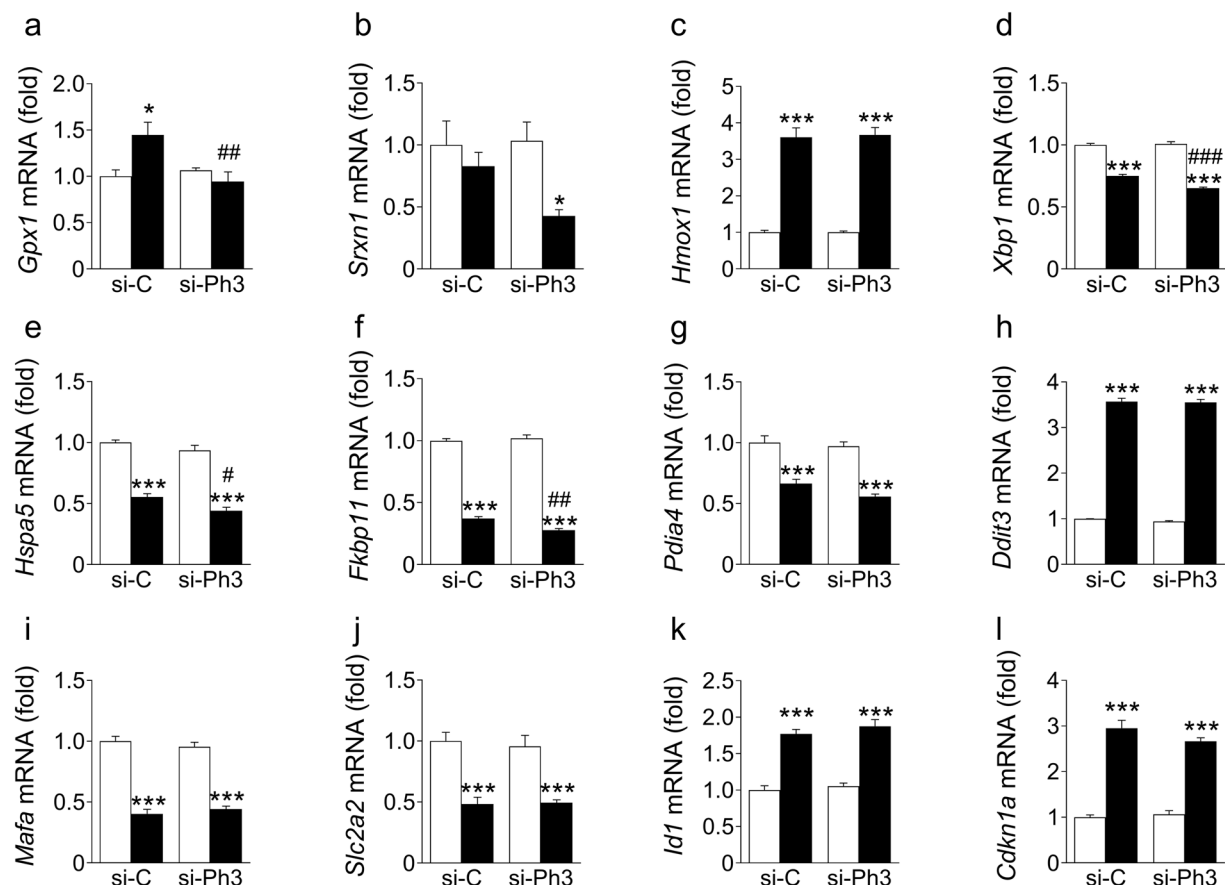 a
Gpx1 mRNA (fold)
2.0
1.5
1.0
0.5
0
*
##
si-C
si-Ph3
b
Srxn1 mRNA (fold)
1.5
1.0
0.5
0
*
si-C
si-Ph3
c
Hmox1 mRNA (fold)
5
4
3
2
1
0
***
***
si-C
si-Ph3
d
Xbp1 mRNA (fold)
1.5
1.0
0.5
0
***
###
***
si-C
si-Ph3
e
Hspa5 mRNA (fold)
1.5
1.0
0.5
0
***
#
***
si-C
si-Ph3
f
Fkbp11 mRNA (fold)
1.5
1.0
0.5
0
***
##
***
si-C
si-Ph3
g
Pdia4 mRNA (fold)
1.5
1.0
0.5
0
***
***
si-C
si-Ph3
h
Ddit3 mRNA (fold)
4
3
2
1
0
***
***
si-C
si-Ph3
i
Mafa mRNA (fold)
1.5
1.0
0.5
0
***
***
si-C
si-Ph3
j
Slc2a2 mRNA (fold)
1.5
1.0
0.5
0
***
***
si-C
si-Ph3
k
Id1 mRNA (fold)
2.5
2.0
1.5
1.0
0.5
0
***
***
si-C
si-Ph3
l
Cdkn1a mRNA (fold)
4
3
2
1
0
***
***
si-C
si-Ph3